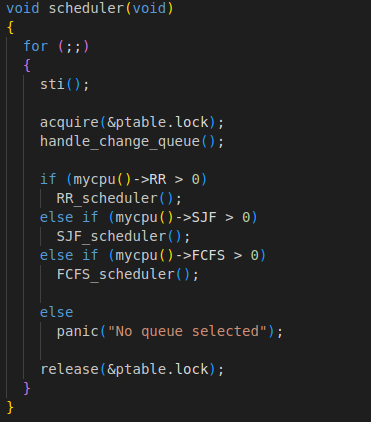 void scheduler(void)
{
  for (;;)
  {
    sti();

    acquire(&ptable.lock);
    handle_change_queue();

    if (mycpu()->RR > 0)
      RR_scheduler();
    else if (mycpu()->SJF > 0)
      SJF_scheduler();
    else if (mycpu()->FCFS > 0)
      FCFS_scheduler();

    else
      panic("No queue selected");

    release(&ptable.lock);
  }
}